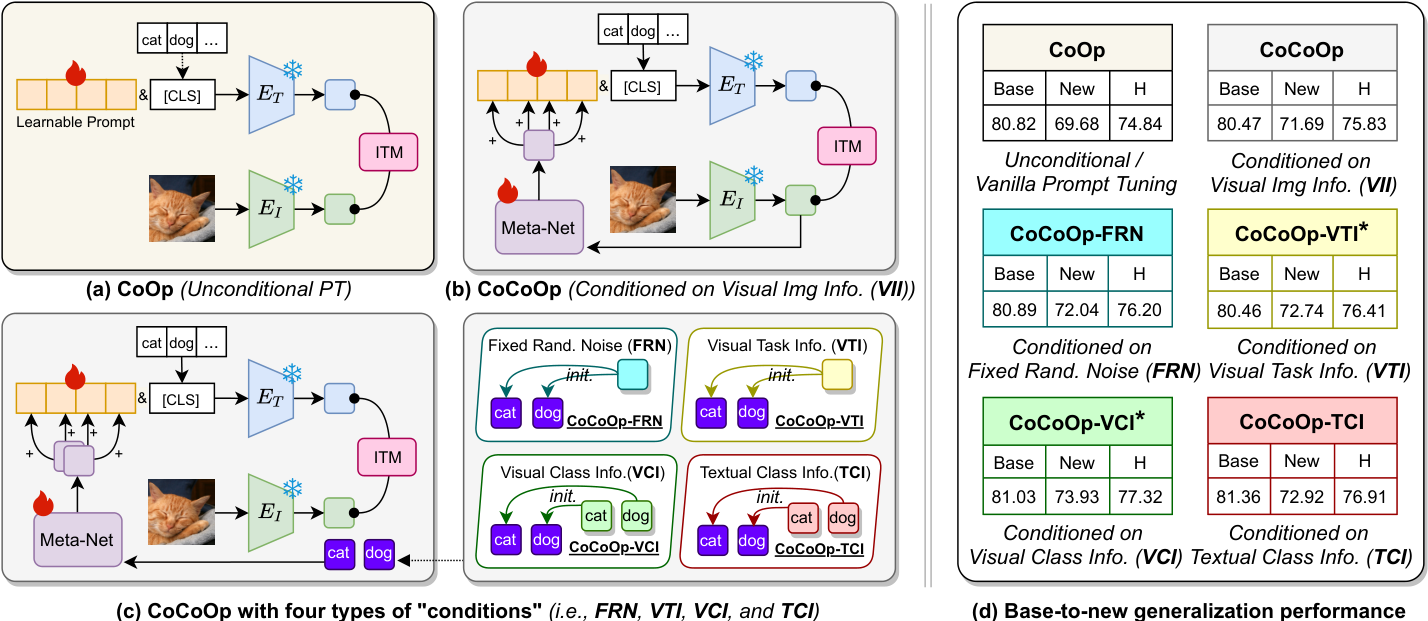 cat dog ...
Learnable Prompt & [CLS] E_T
ITM
E_I
(a) CoOp (Unconditional PT)
cat dog ...
& [CLS] E_T
+ + + +
ITM
Meta-Net E_I
(b) CoCoOp (Conditioned on Visual Img Info. (VII))
cat dog ...
& [CLS] E_T
+ + + +
ITM
Meta-Net E_I
cat dog
Fixed Rand. Noise (FRN)
init.
cat dog
CoCoOp-FRN
Visual Task Info. (VTI)
init.
cat dog
CoCoOp-VTI
Visual Class Info.(VCI)
init.
cat dog
cat dog
CoCoOp-VCI
Textual Class Info.(TCI)
init.
cat dog
cat dog
CoCoOp-TCI
(c) CoCoOp with four types of "conditions" (i.e., FRN, VTI, VCI, and TCI)
CoOp
Base New H
80.82 69.68 74.84
Unconditional /
Vanilla Prompt Tuning
CoCoOp
Base New H
80.47 71.69 75.83
Conditioned on
Visual Img Info. (VII)
CoCoOp-FRN
Base New H
80.89 72.04 76.20
Conditioned on
Fixed Rand. Noise (FRN)
CoCoOp-VTI*
Base New H
80.46 72.74 76.41
Conditioned on
Visual Task Info. (VTI)
CoCoOp-VCI*
Base New H
81.03 73.93 77.32
Conditioned on
Visual Class Info. (VCI)
CoCoOp-TCI
Base New H
81.36 72.92 76.91
Conditioned on
Textual Class Info. (TCI)
(d) Base-to-new generalization performance